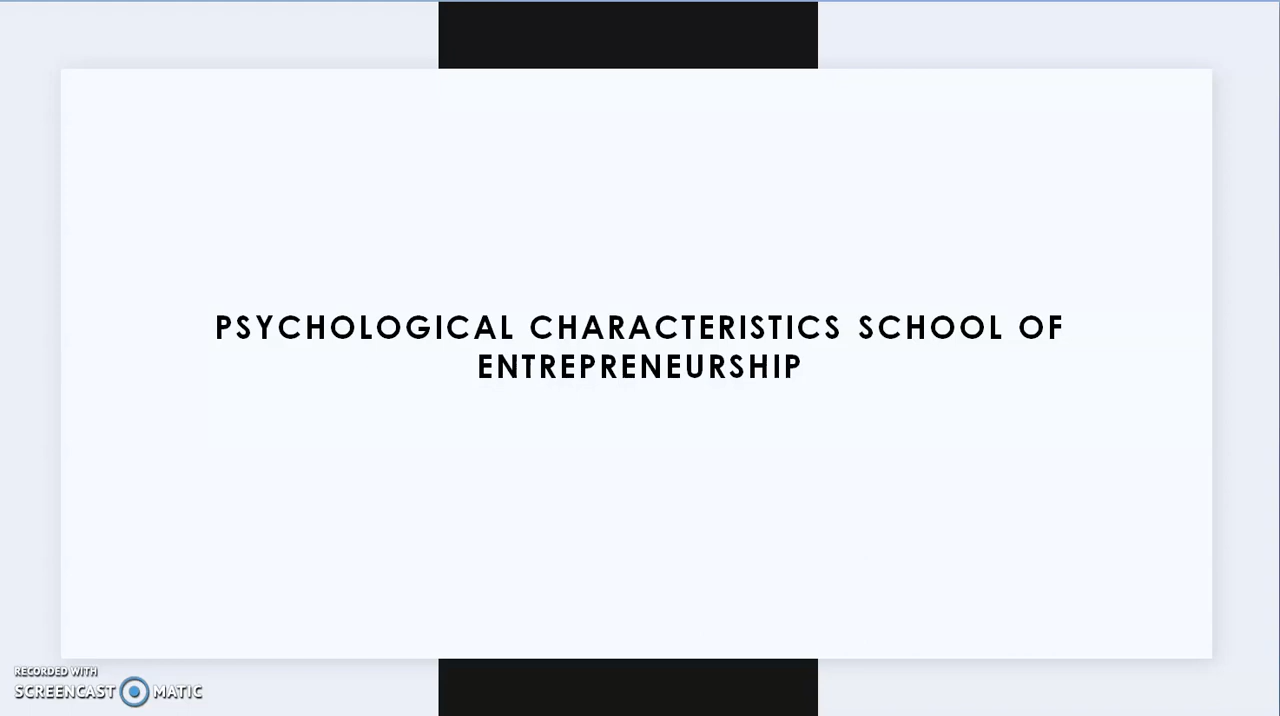 PSYCHOLOGICAL CHARACTERISTICS SCHOOL OF
ENTREPRENEURSHIP
RECORDED WITH
SCREENCAST MATIC